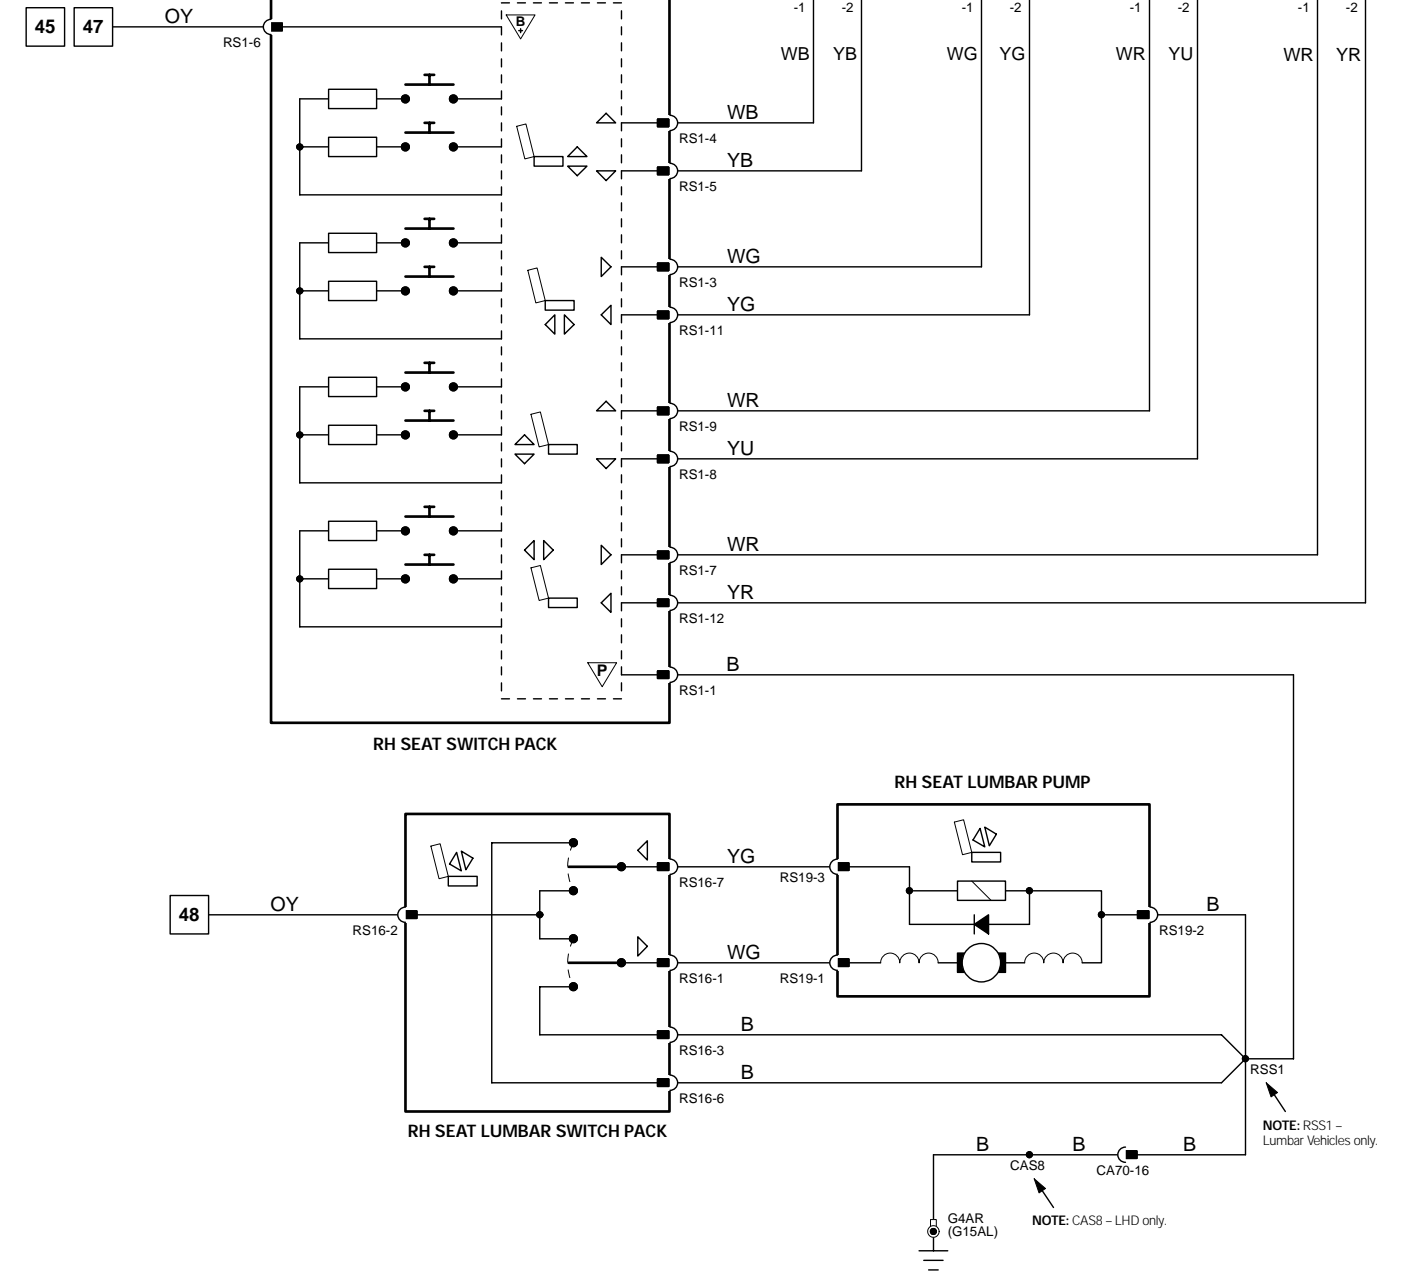 -1 -2 -1 -2 -1 -2 -1 -2
45 47 OY B
+
RS1-6
WB YB WG YG WR YU WR YR
WB
RS1-4
YB
RS1-5
WG
RS1-3
YG
RS1-11
WR
RS1-9
YU
RS1-8
WR
RS1-7
YR
RS1-12
P B
RS1-1
RH SEAT SWITCH PACK
RH SEAT LUMBAR PUMP
YG
RS16-7 RS19-3
48 OY B
RS16-2 RS19-2
WG
RS16-1 RS19-1
B
RS16-3
B
RS16-6
RSS1
RH SEAT LUMBAR SWITCH PACK
NOTE: RSS1 –
Lumbar Vehicles only.
B B B
CAS8 CA70-16
NOTE: CAS8 – LHD only.
G4AR
(G15AL)